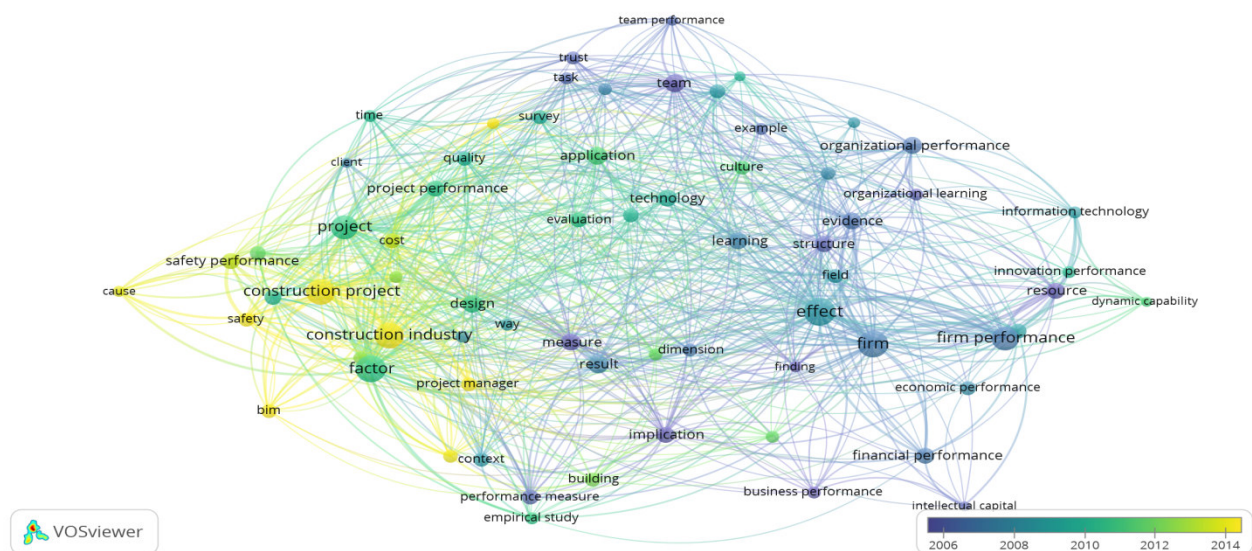 team performance
trust
task
team
time
survey
example
organizational performance
client
quality
application
culture
project performance
technology
organizational learning
evaluation
evidence
information technology
project
cost
learning
structure
safety performance
field
innovation performance
cause
construction project
resource
design
dynamic capability
safety
way
effect
construction industry
measure
dimension
firm
firm performance
factor
result
finding
project manager
economic performance
bim
implication
context
financial performance
building
performance measure
business performance
intellectual capital
empirical study
VOSviewer
2006 2008 2010 2012 2014